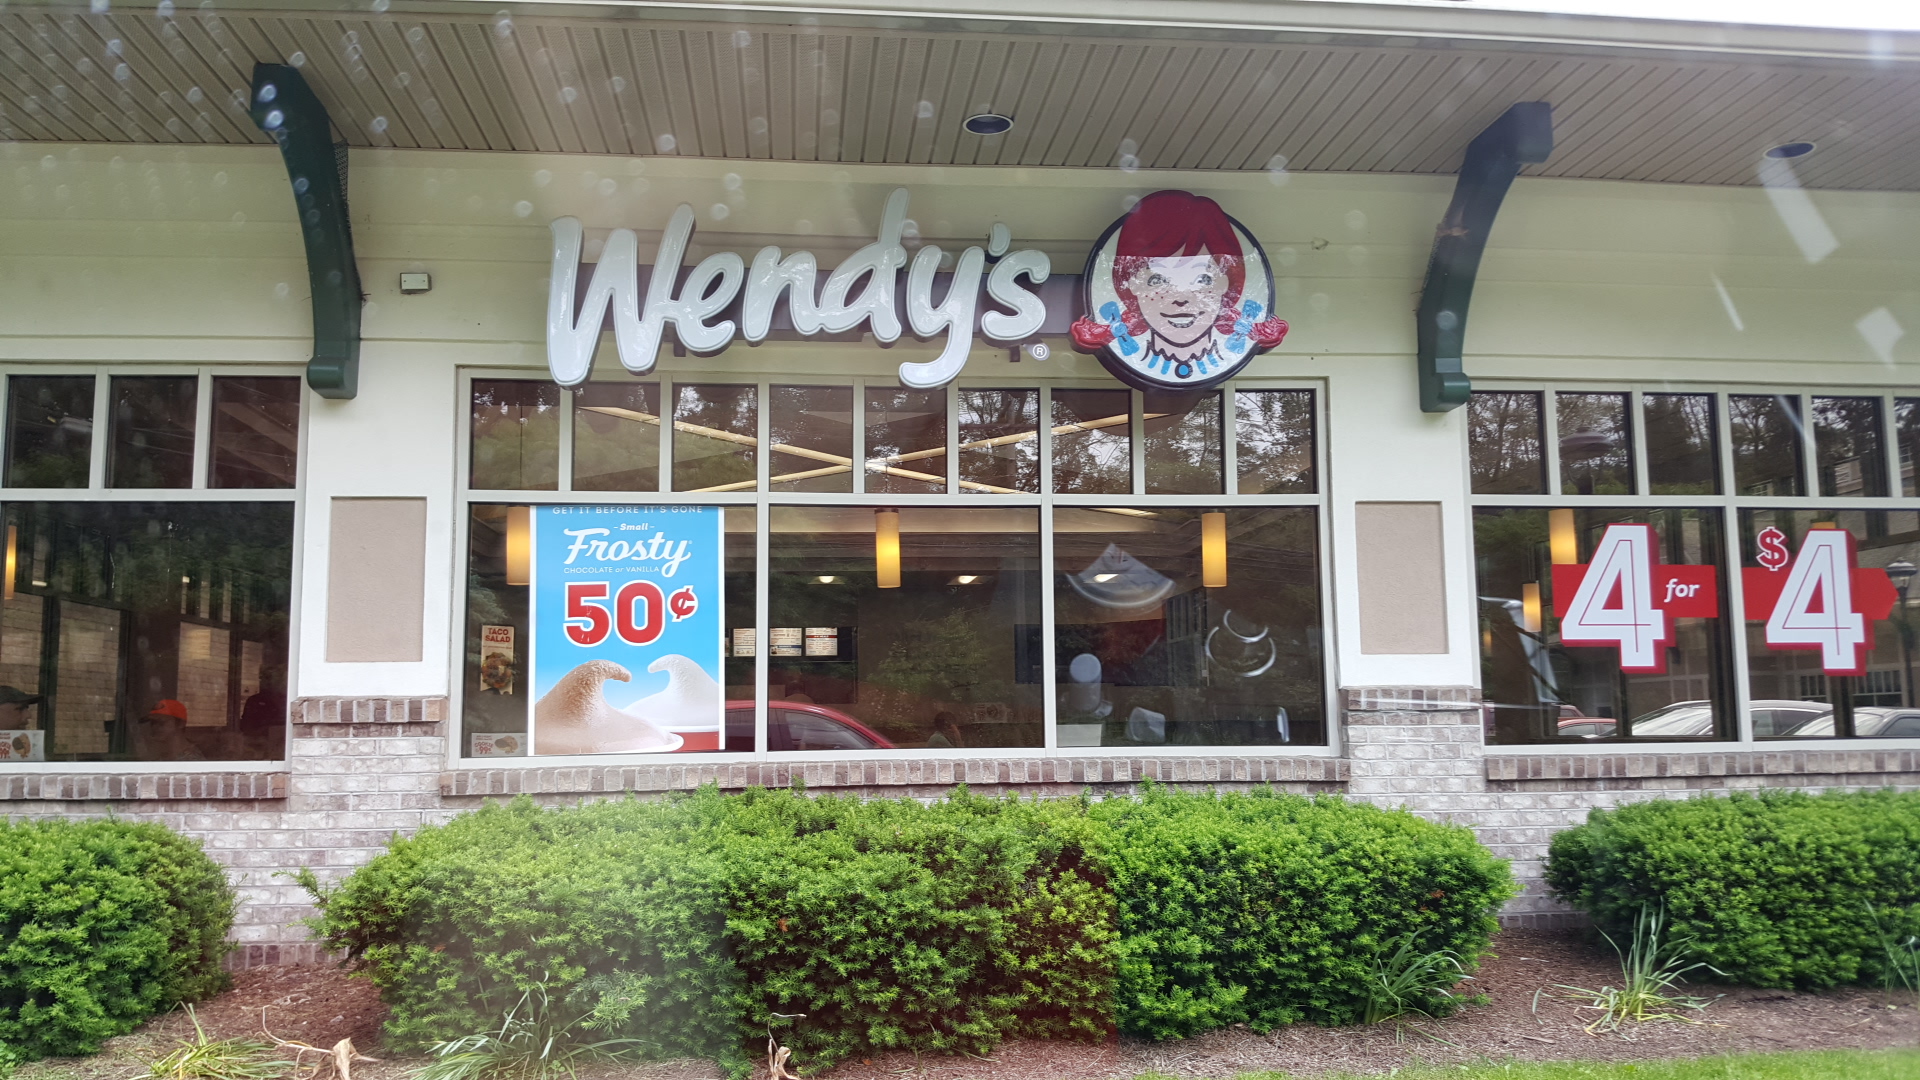 Wendy's®
GET IT BEFORE IT'S GONE
- Small -
Frosty
CHOCOLATE or VANILLA
50¢
TACO
SALAD
4 for
$4